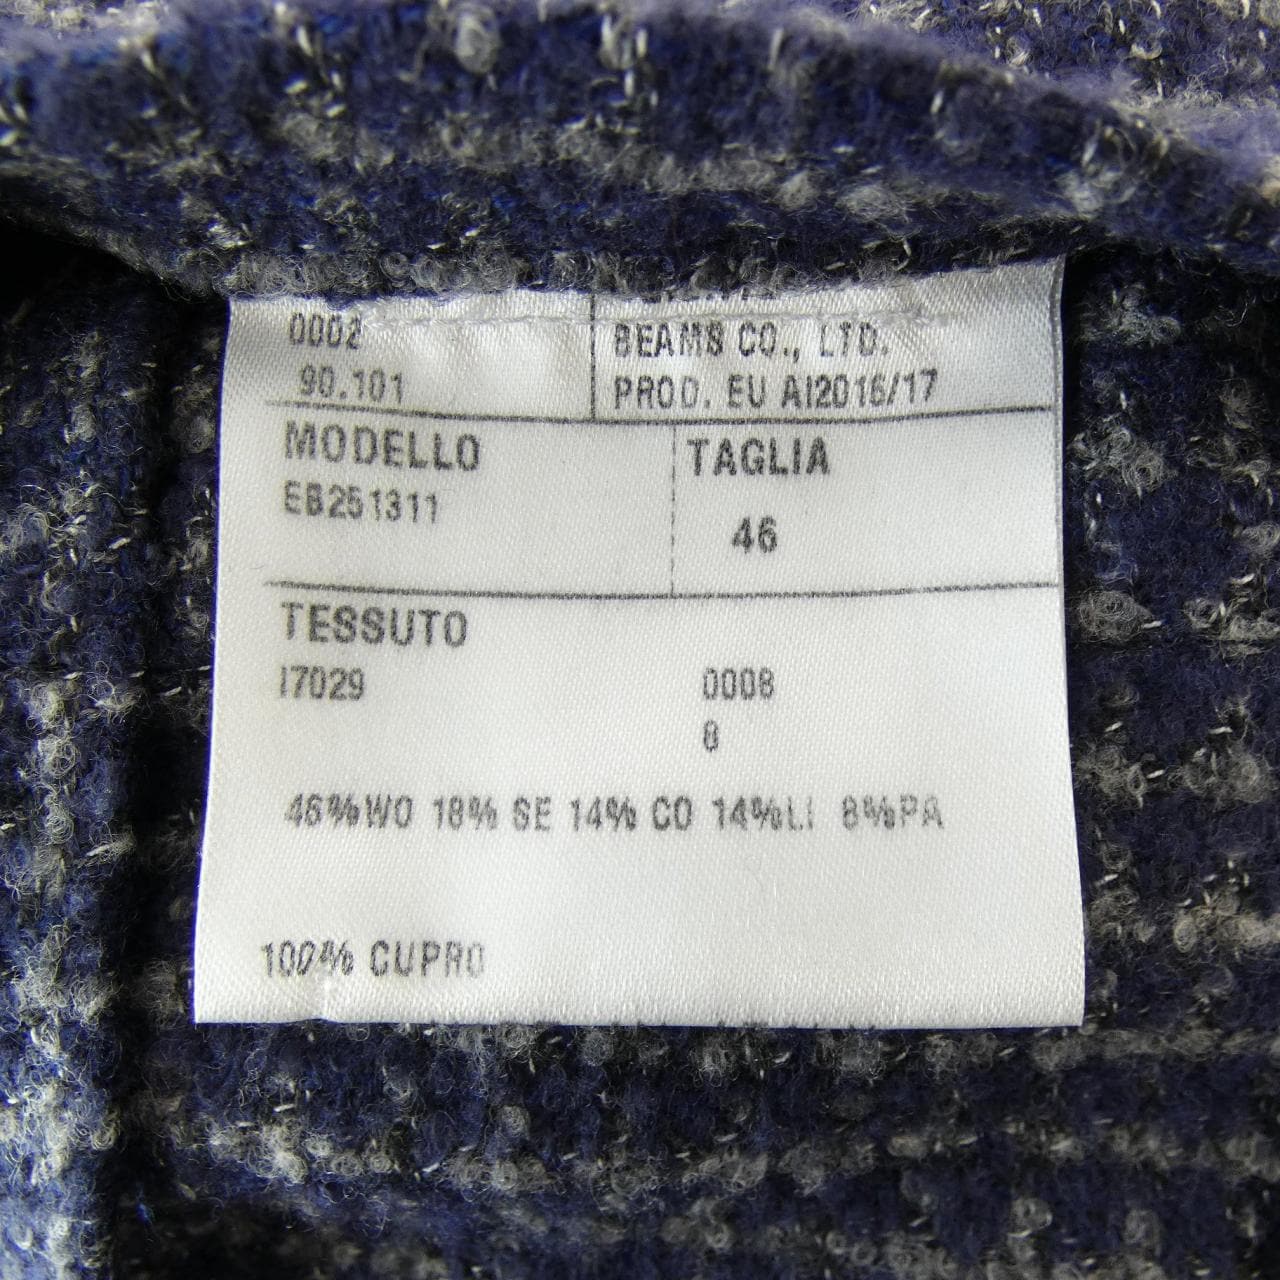 0002
BEAMS CO., LTD.
90.101
PROD. EU AI2016/17
MODELLO
TAGLIA
EB251311
46
TESSUTO
I7029
0008
8
46%WO 18% SE 14% CO 14%LI 8%PA
100% CUPRO